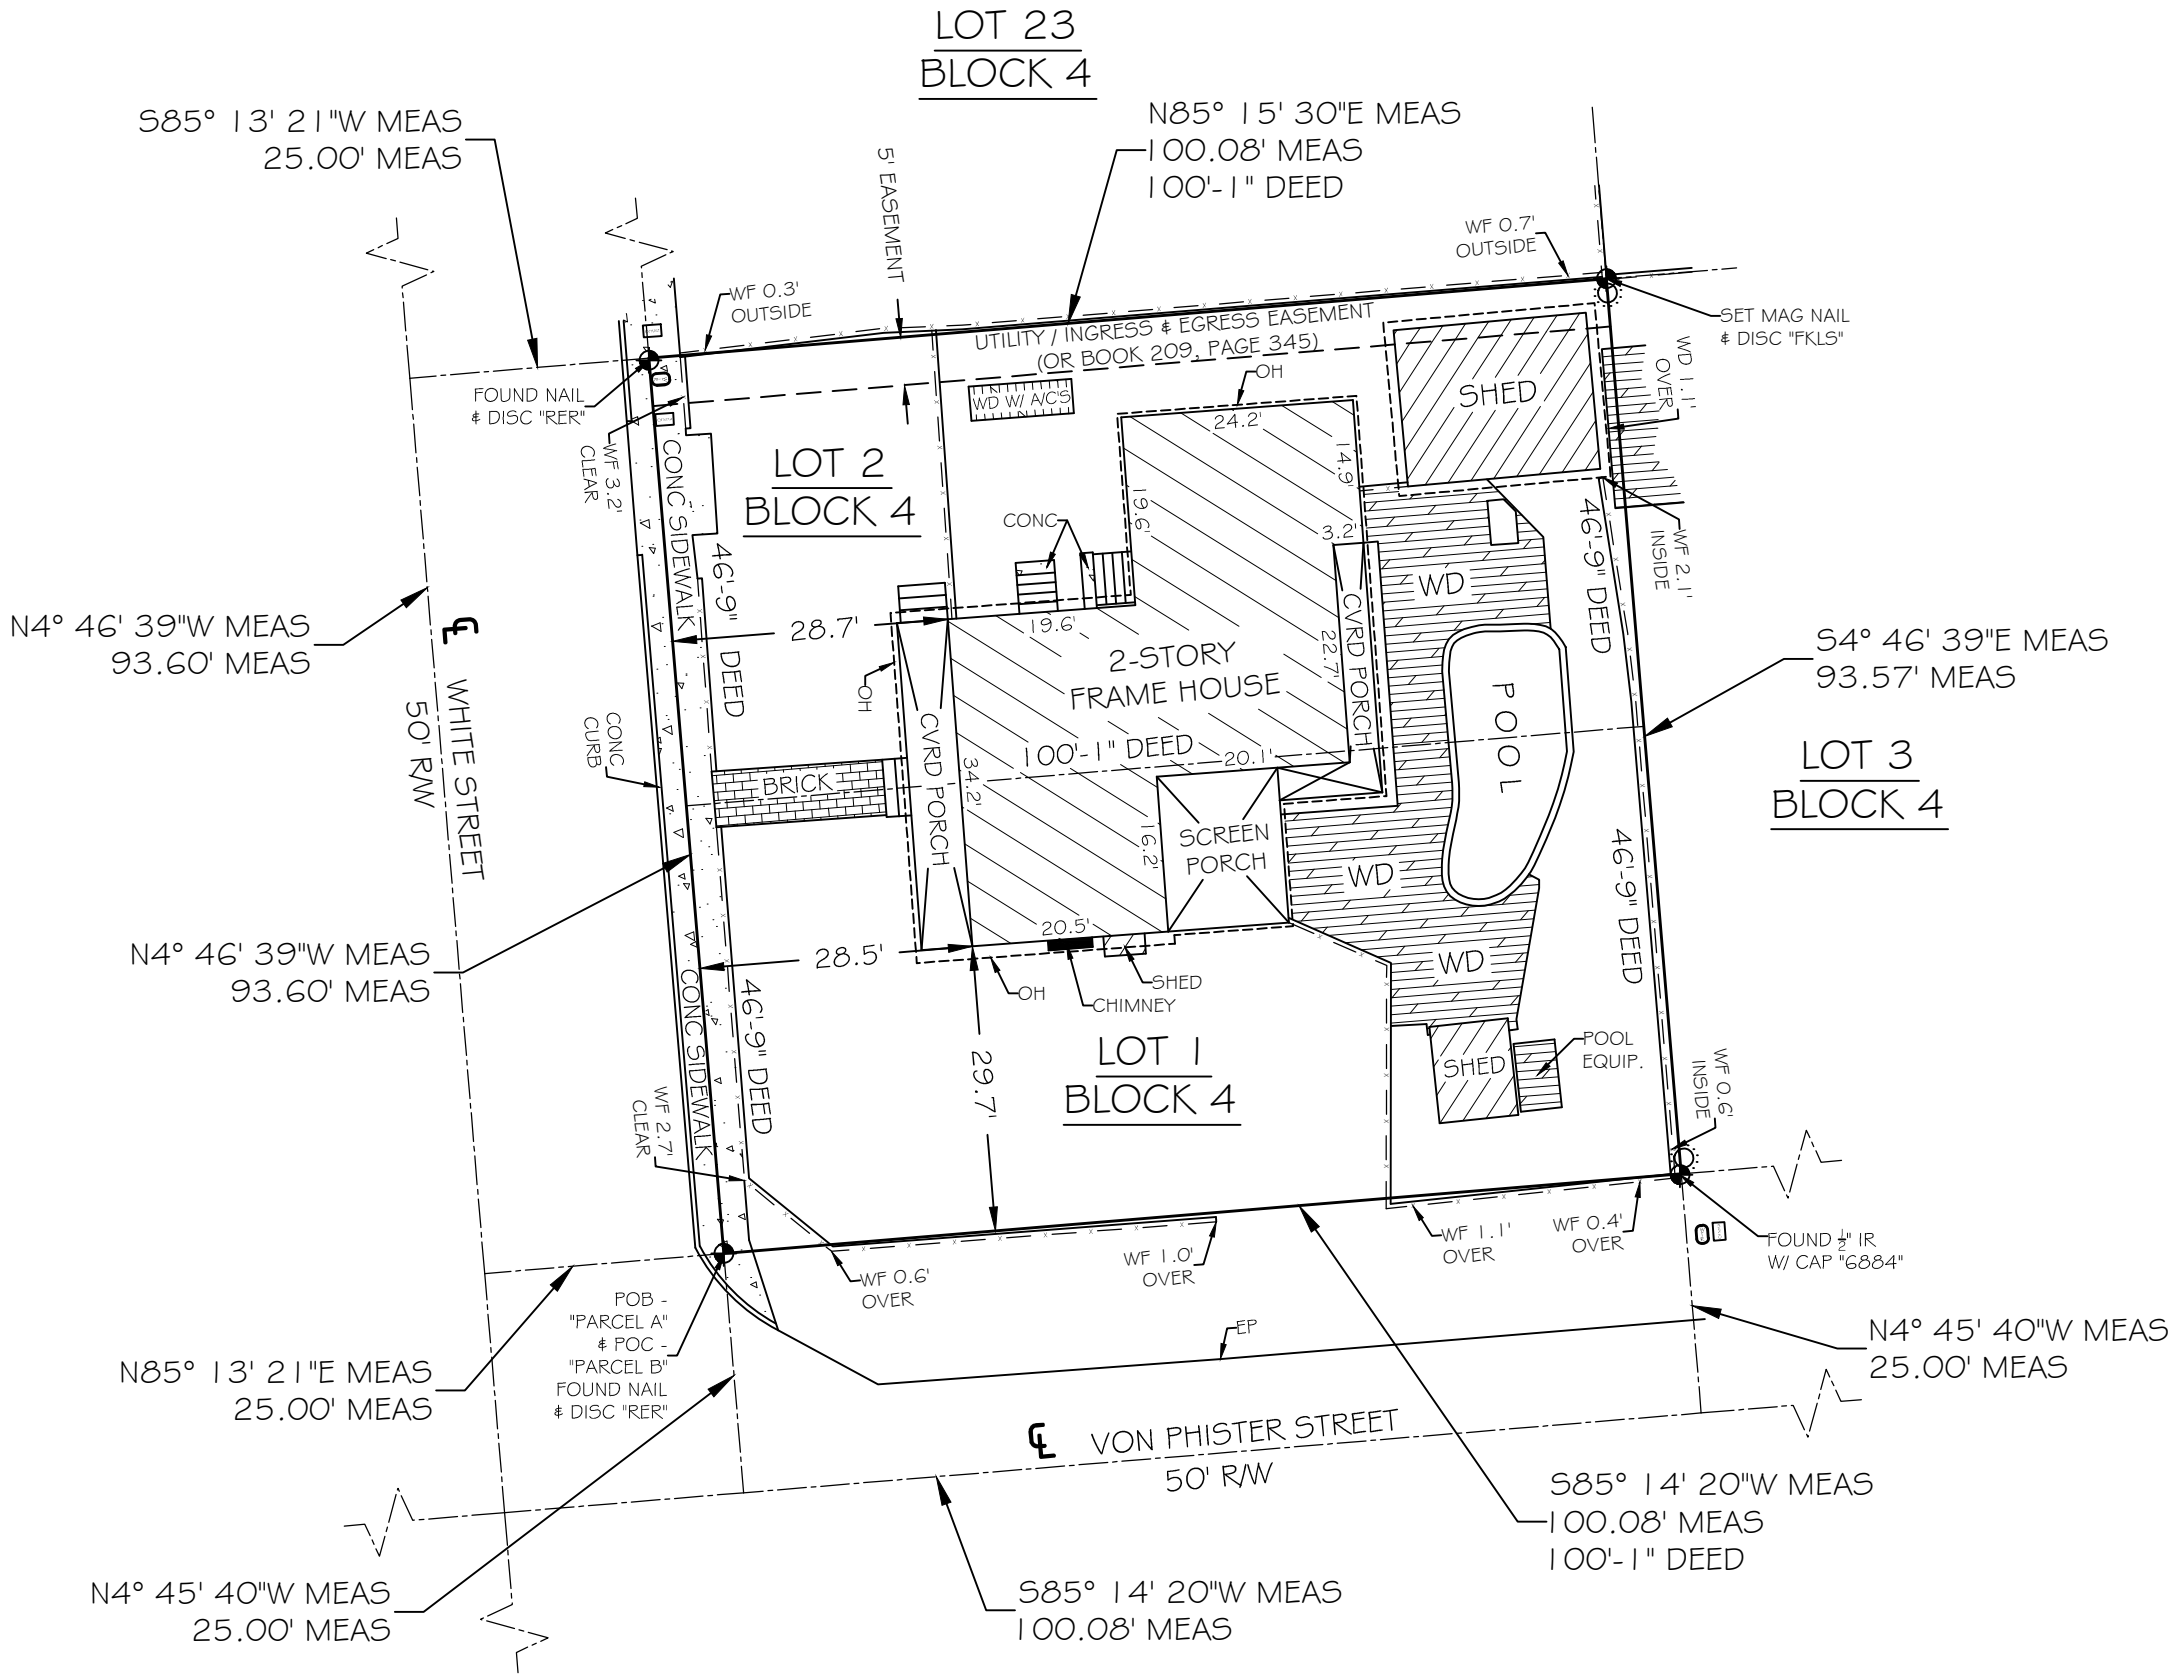 LOT 23
BLOCK 4
S85° 13' 21"W MEAS
25.00' MEAS
N85° 15' 30"E MEAS
100.08' MEAS
100'-1" DEED
5' EASEMENT
WF 0.7'
OUTSIDE
WF 0.3'
OUTSIDE
UTILITY / INGRESS & EGRESS EASEMENT
(OR BOOK 209, PAGE 345)
SET MAG NAIL
& DISC "FKLS"
WD 1.1'
OVER
FOUND NAIL
& DISC "RER"
WD W/ A/C'S
OH
SHED
24.2'
14.9'
WF 3.2'
CLEAR
CONC SIDEWALK
LOT 2
BLOCK 4
CONC
19.6'
3.2'
WD
46'-9" DEED
WF 2.1'
INSIDE
46'-9" DEED
28.7'
19.6'
2-STORY
FRAME HOUSE
22.7'
CVRD PORCH
POOL
N4° 46' 39"W MEAS
93.60' MEAS
S4° 46' 39"E MEAS
93.57' MEAS
WHITE STREET
50' R/W
CONC
CURB
OH
CVRD PORCH
100'-1" DEED
20.1'
BRICK
34.2'
16.2'
SCREEN
PORCH
WD
LOT 3
BLOCK 4
46'-9" DEED
N4° 46' 39"W MEAS
93.60' MEAS
28.5'
20.5'
OH
SHED
CHIMNEY
WD
CONC SIDEWALK
46'-9" DEED
29.7'
LOT 1
BLOCK 4
SHED
POOL
EQUIP.
WF 0.6'
INSIDE
WF 2.7'
CLEAR
WF 0.6'
OVER
WF 1.0'
OVER
WF 1.1'
OVER
WF 0.4'
OVER
FOUND ½" IR
W/ CAP "6884"
POB -
"PARCEL A"
& POC -
"PARCEL B"
FOUND NAIL
& DISC "RER"
EP
N85° 13' 21"E MEAS
25.00' MEAS
N4° 45' 40"W MEAS
25.00' MEAS
VON PHISTER STREET
50' R/W
S85° 14' 20"W MEAS
100.08' MEAS
100'-1" DEED
N4° 45' 40"W MEAS
25.00' MEAS
S85° 14' 20"W MEAS
100.08' MEAS